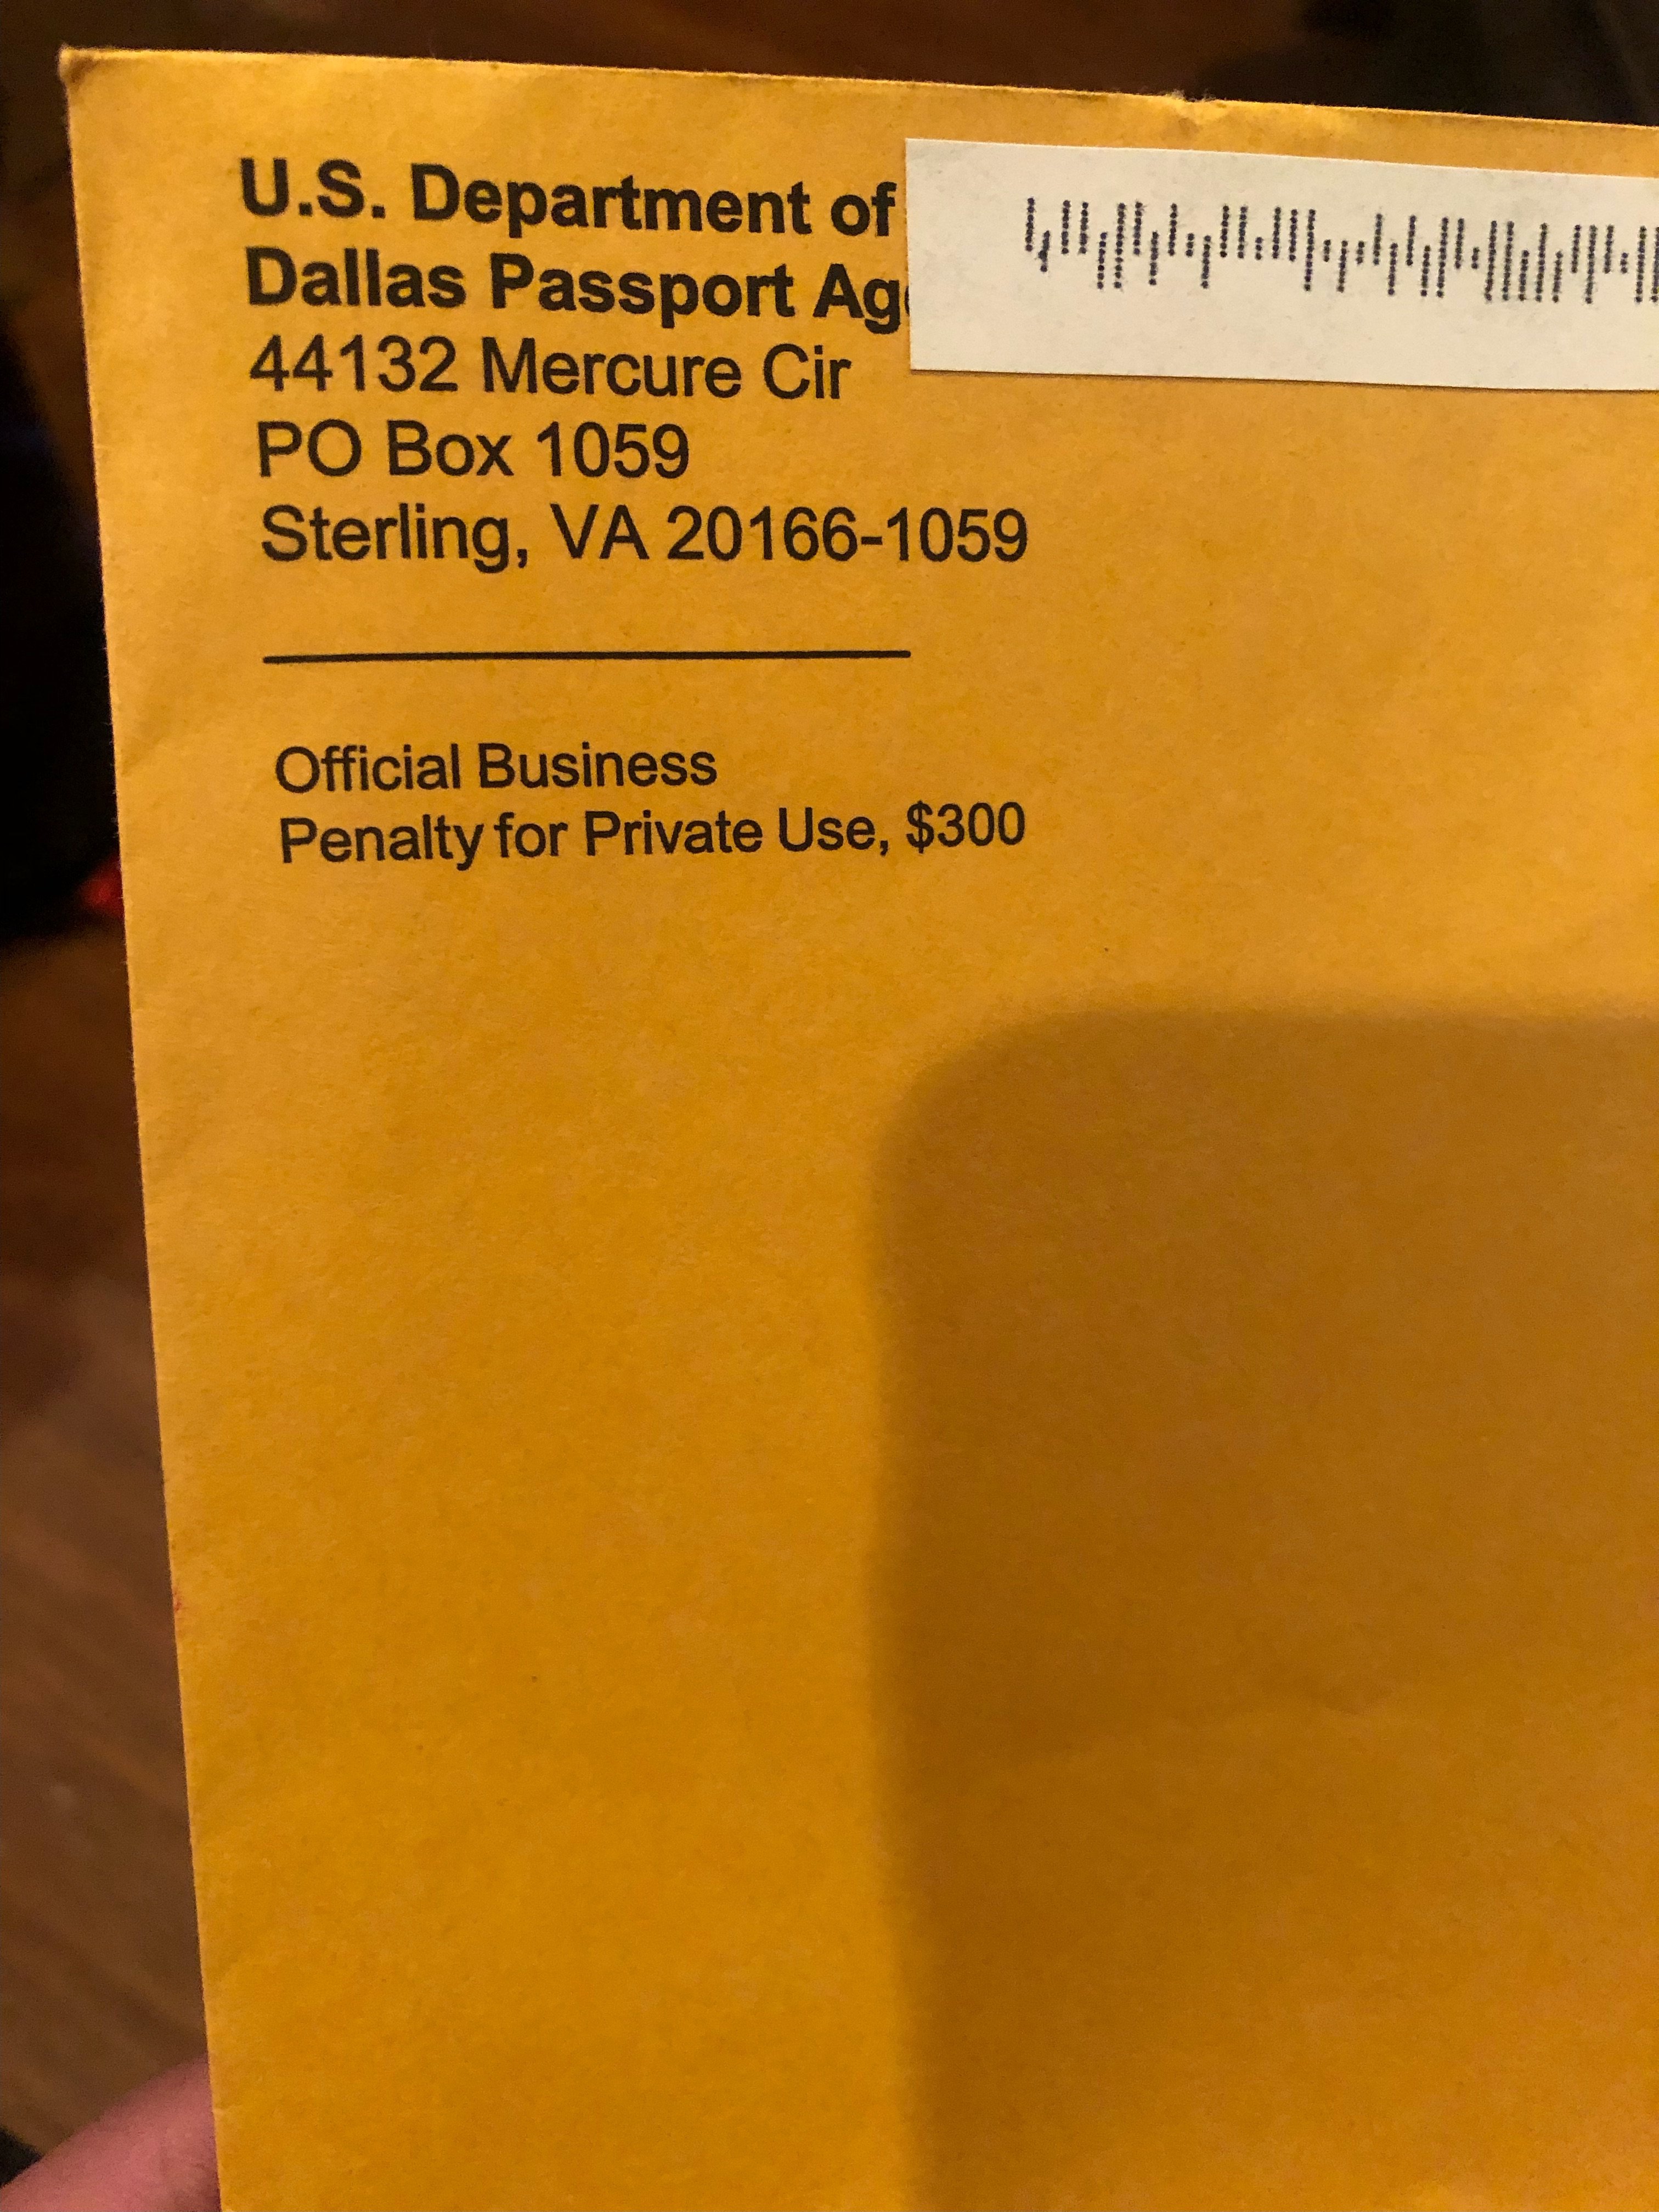 U.S. Department of
Dallas Passport
44132 Mercure Cir
PO Box 1059
Sterling, VA 20166-1059
Official Business
Penalty for Private Use, $300